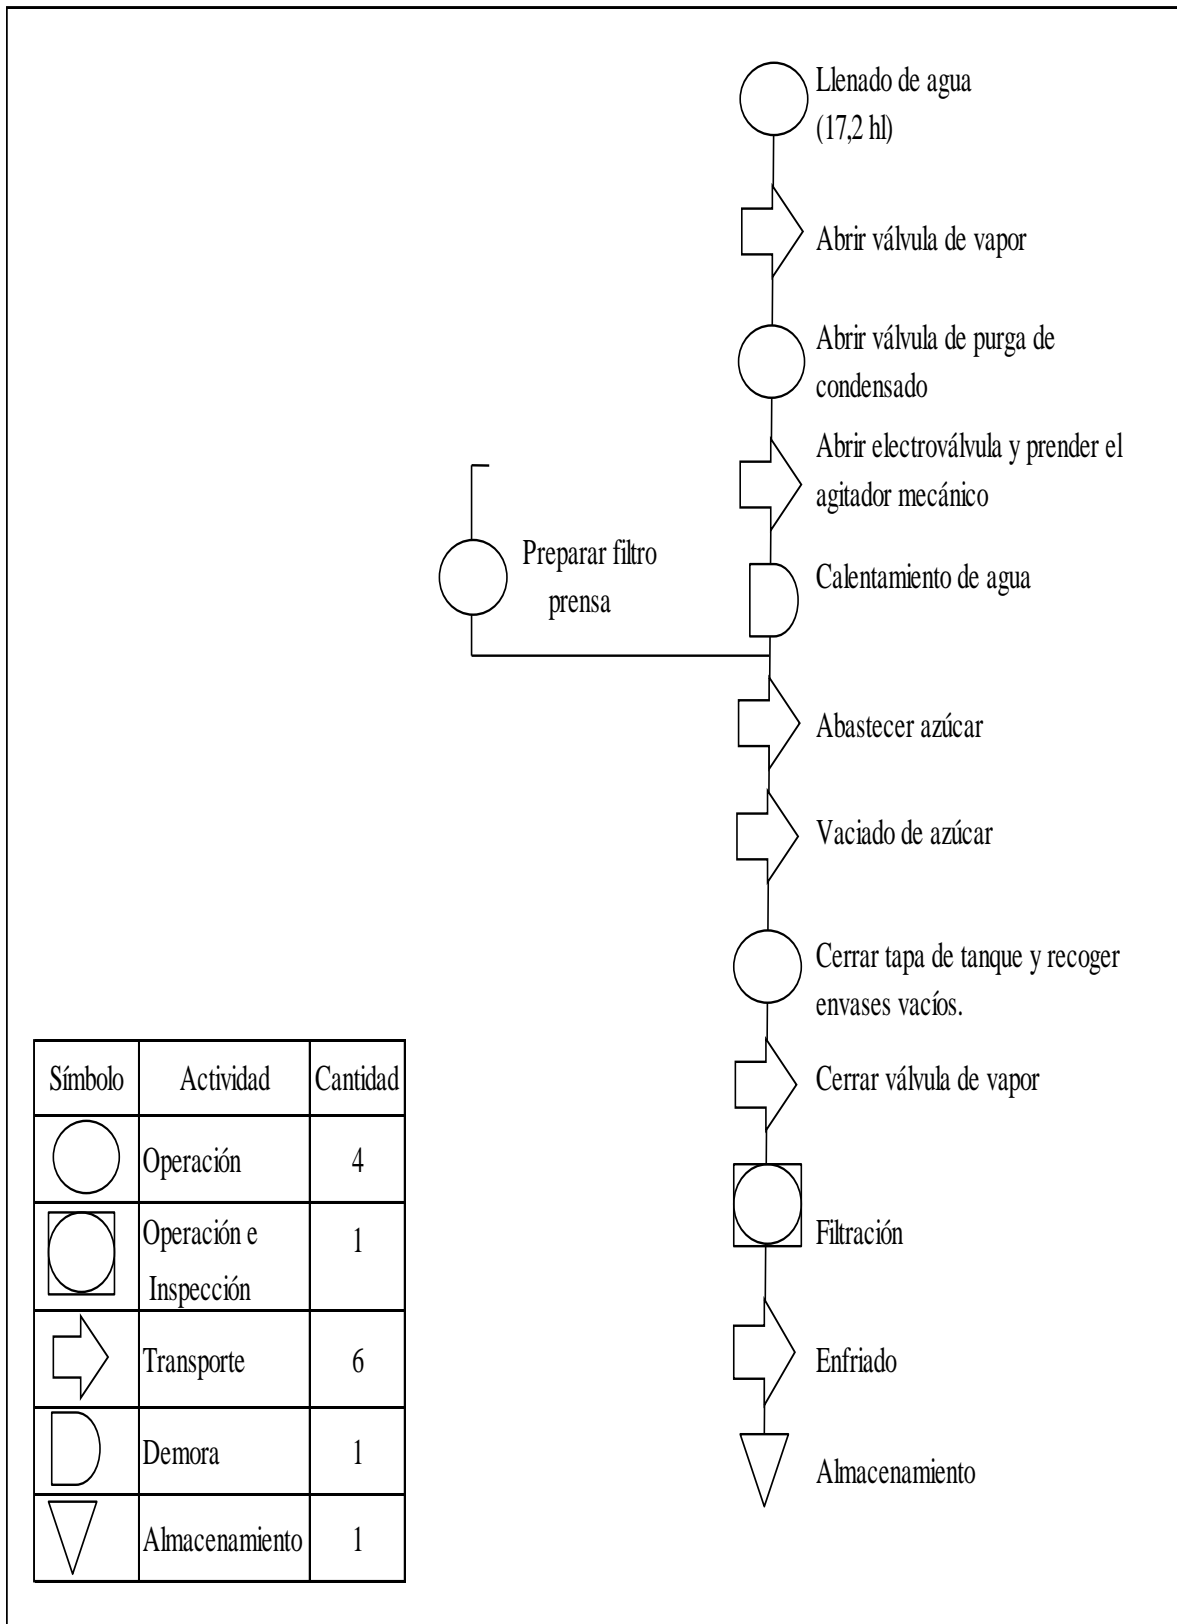 Llenado de agua
(17,2 hl)
Abrir válvula de vapor
Abrir válvula de purga de
condensado
Abrir electroválvula y prender el
agitador mecánico
Preparar filtro
prensa
Calentamiento de agua
Abastecer azúcar
Vaciado de azúcar
Cerrar tapa de tanque y recoger
envases vacíos.
Cerrar válvula de vapor
Filtración
Enfriado
Almacenamiento
Símbolo Actividad Cantidad
Operación 4
Operación e
Inspección
1
Transporte 6
Demora 1
Almacenamiento 1